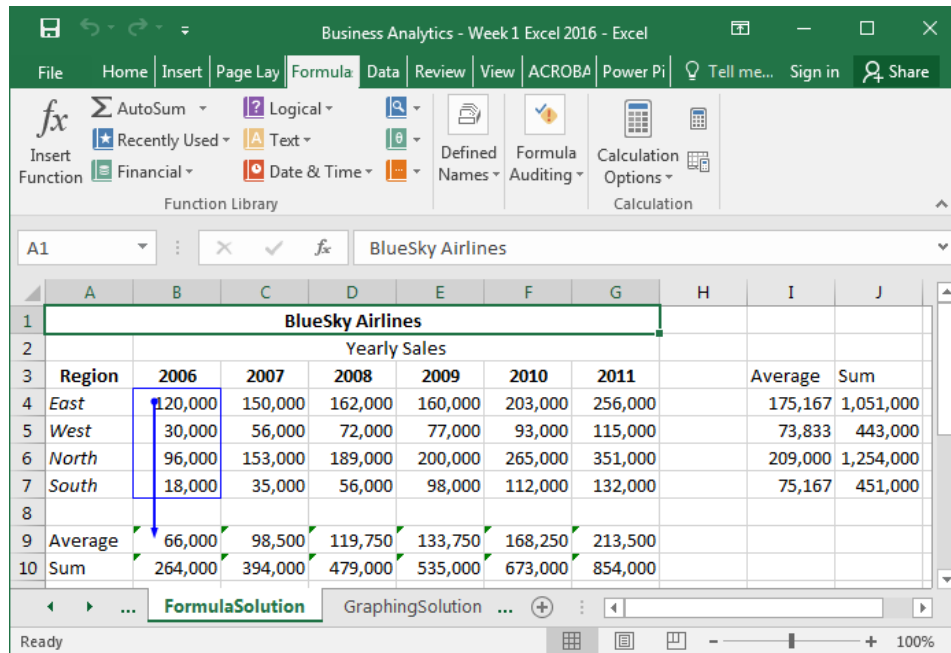 Business Analytics - Week 1 Excel 2016 - Excel
File Home Insert Page Lay Formula Data Review View ACROBA Power Pi Tell me... Sign in Share
fx Insert Function
AutoSum
Recently Used
Financial
Logical
Text
Date & Time
Defined Names
Formula Auditing
Calculation Options
Function Library Calculation
A1 fx BlueSky Airlines
A B C D E F G H I J
1 BlueSky Airlines
2 Yearly Sales
3 Region 2006 2007 2008 2009 2010 2011 Average Sum
4 East 120,000 150,000 162,000 160,000 203,000 256,000 175,167 1,051,000
5 West 30,000 56,000 72,000 77,000 93,000 115,000 73,833 443,000
6 North 96,000 153,000 189,000 200,000 265,000 351,000 209,000 1,254,000
7 South 18,000 35,000 56,000 98,000 112,000 132,000 75,167 451,000
8
9 Average 66,000 98,500 119,750 133,750 168,250 213,500
10 Sum 264,000 394,000 479,000 535,000 673,000 854,000
... FormulaSolution GraphingSolution ...
Ready 100%